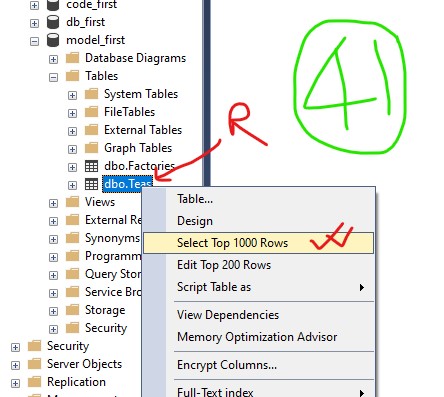 code_first
db_first
model_first
Database Diagrams
Tables
System Tables
FileTables
External Tables
Graph Tables
dbo.Factories
dbo.Teas
Views
External Re
Synonyms
Programm
Query Stor
Service Bro
Storage
Security
Security
Server Objects
Replication
Management
Table...
Design
Select Top 1000 Rows
Edit Top 200 Rows
Script Table as
View Dependencies
Memory Optimization Advisor
Encrypt Columns...
Full-Text index
R
41